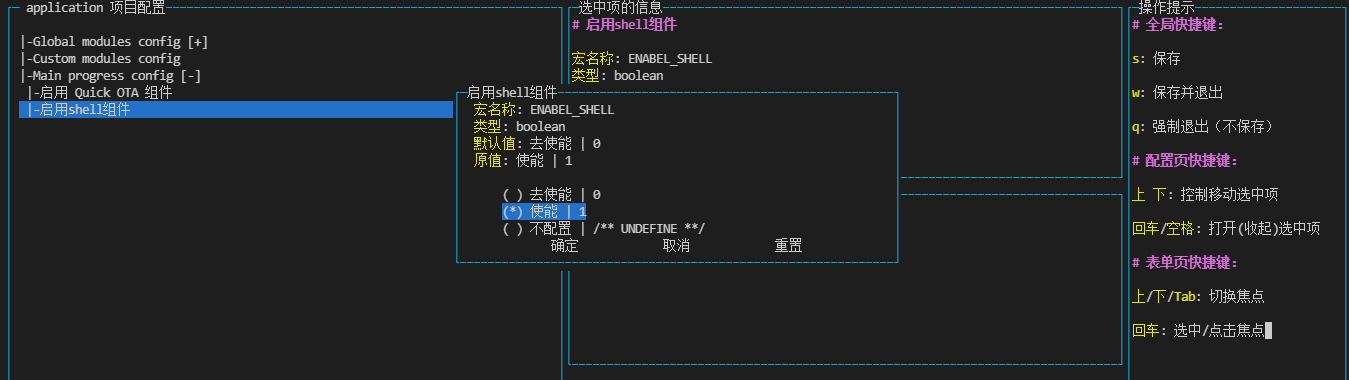 application 项目配置
|-Global modules config [+]
|-Custom modules config
|-Main progress config [-]
|-启用 Quick OTA 组件
|-启用shell组件
选中项的信息
# 启用shell组件
宏名称: ENABEL_SHELL
类型: boolean
启用shell组件
宏名称: ENABEL_SHELL
类型: boolean
默认值: 去使能 | 0
原值: 使能 | 1
( ) 去使能 | 0
(*) 使能 | 1
( ) 不配置 | /** UNDEFINE **/
确定 取消 重置
操作提示
# 全局快捷键:
s: 保存
w: 保存并退出
q: 强制退出（不保存）
# 配置页快捷键:
上 下: 控制移动选中项
回车/空格: 打开(收起)选中项
# 表单页快捷键:
上/下/Tab: 切换焦点
回车: 选中/点击焦点